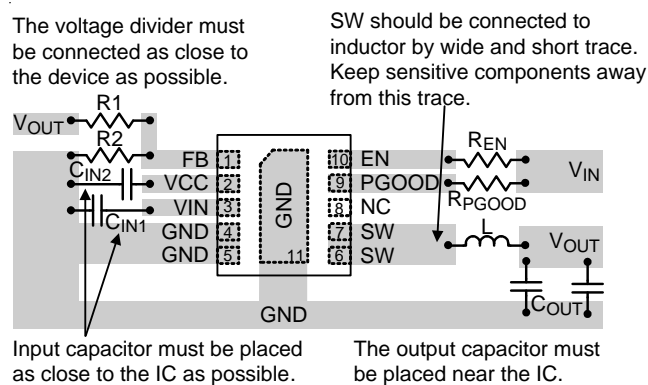 The voltage divider must
be connected as close to
the device as possible.
SW should be connected to
inductor by wide and short trace.
Keep sensitive components away
from this trace.
VOUT
R1
R2
CIN2
CIN1
FB 1
VCC 2
VIN 3
GND 4
GND 5
GND
11
10 EN
9 PGOOD
8 NC
7 SW
6 SW
REN
RPGOOD
VIN
L
VOUT
COUT
GND
Input capacitor must be placed
as close to the IC as possible.
The output capacitor must
be placed near the IC.